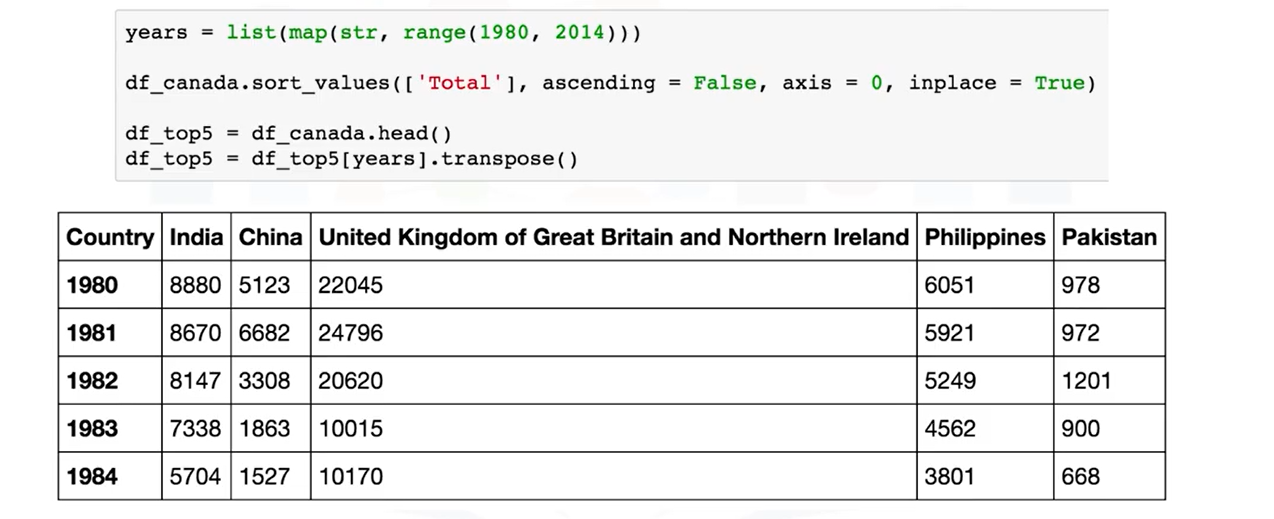 years = list(map(str, range(1980, 2014)))
df_canada.sort_values(['Total'], ascending = False, axis = 0, inplace = True)
df_top5 = df_canada.head()
df_top5 = df_top5[years].transpose()
Country India China United Kingdom of Great Britain and Northern Ireland Philippines Pakistan
1980 8880 5123 22045 6051 978
1981 8670 6682 24796 5921 972
1982 8147 3308 20620 5249 1201
1983 7338 1863 10015 4562 900
1984 5704 1527 10170 3801 668